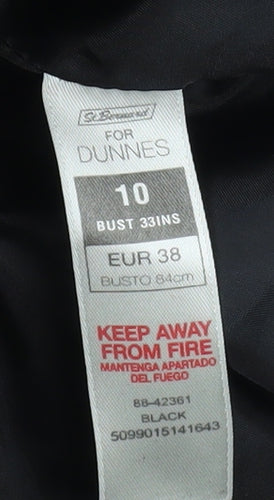 St. Bernard
FOR
DUNNES
10
BUST 33INS
EUR 38
BUSTO 84cm
KEEP AWAY
FROM FIRE
MANTENGA APARTADO
DEL FUEGO
88-42361
BLACK
5099015141643